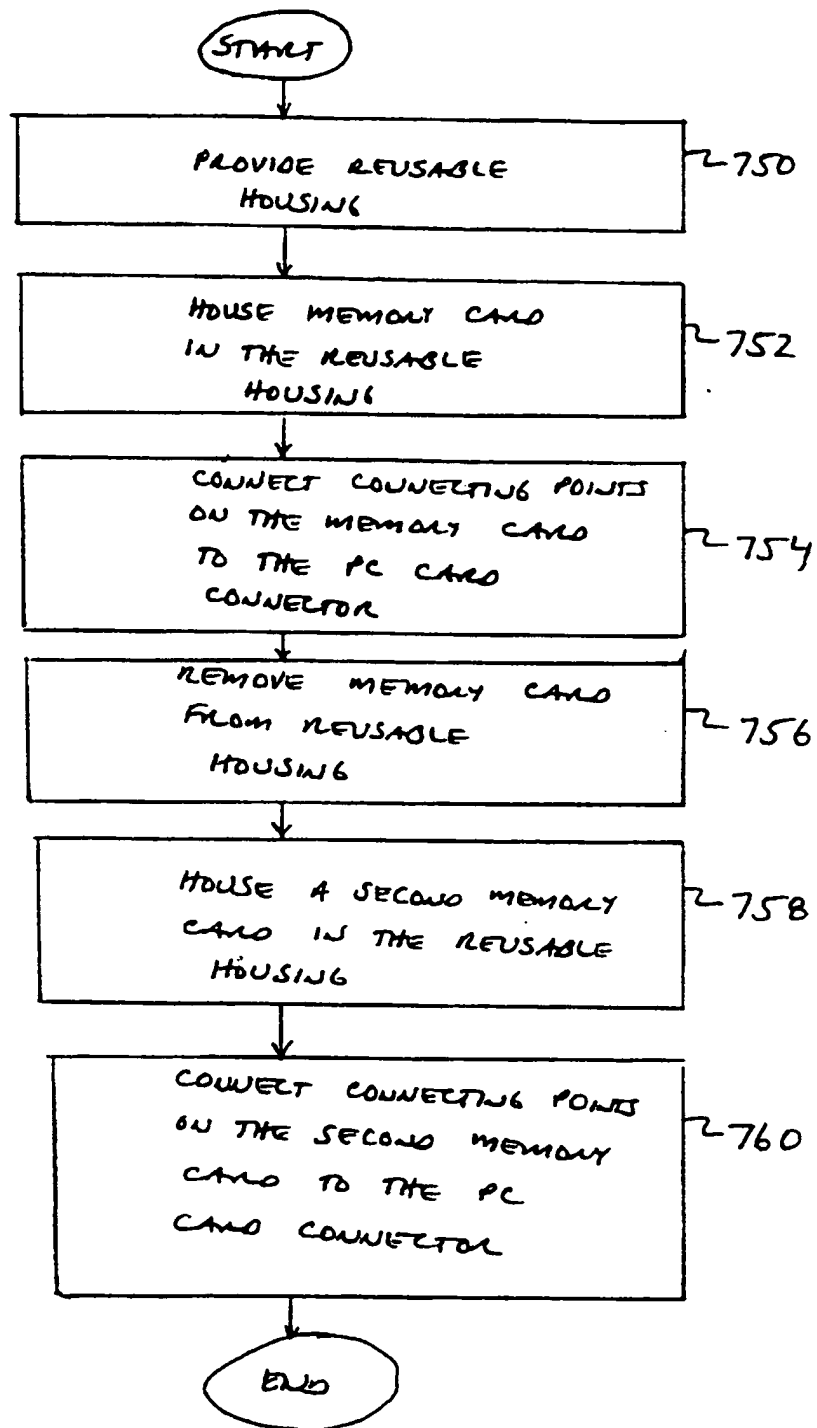 START
PROVIDE REUSABLE
HOUSING
750
HOUSE MEMORY CARD
IN THE REUSABLE
HOUSING
752
CONNECT CONNECTING POINTS
ON THE MEMORY CARD
TO THE PC CARD
CONNECTOR
754
REMOVE MEMORY CARD
FROM REUSABLE
HOUSING
756
HOUSE A SECOND MEMORY
CARD IN THE REUSABLE
HOUSING
758
CONNECT CONNECTING POINTS
ON THE SECOND MEMORY
CARD TO THE PC
CARD CONNECTOR
760
END